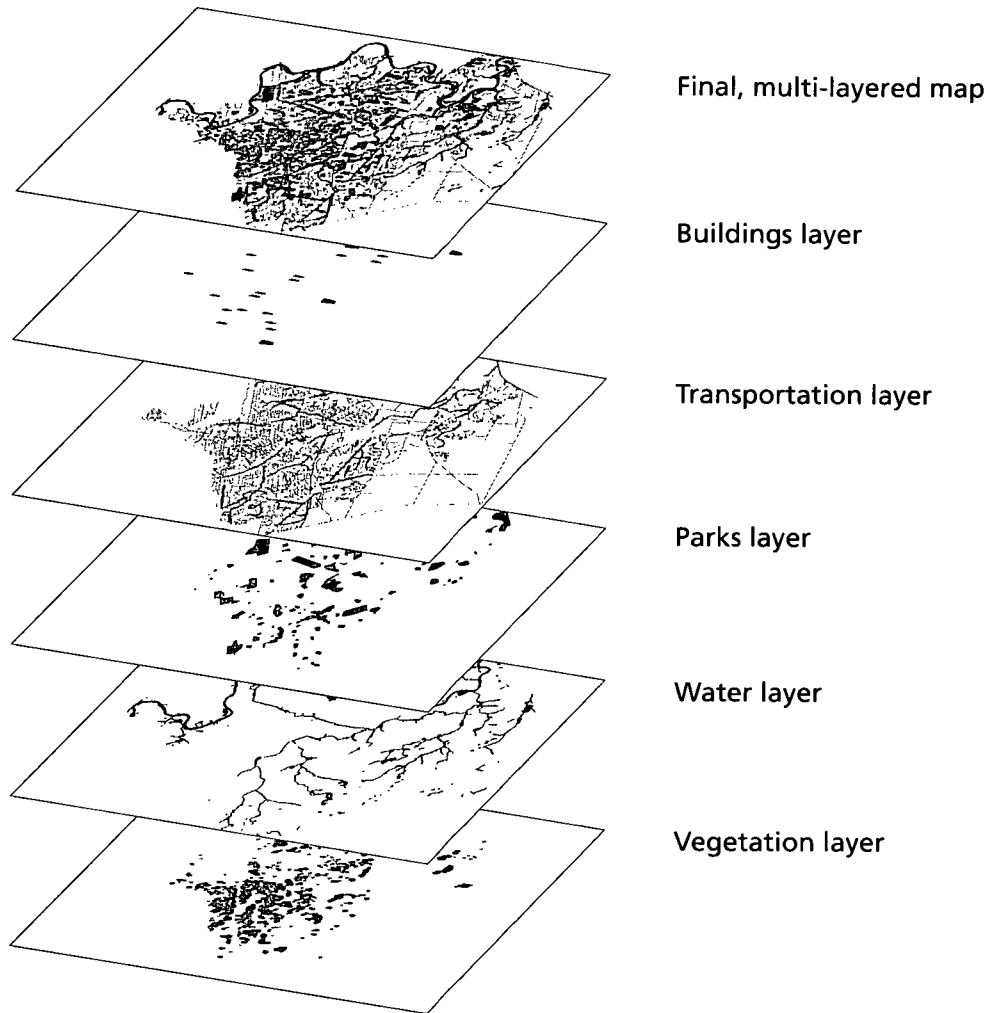 Final, multi-layered map
Buildings layer
Transportation layer
Parks layer
Water layer
Vegetation layer